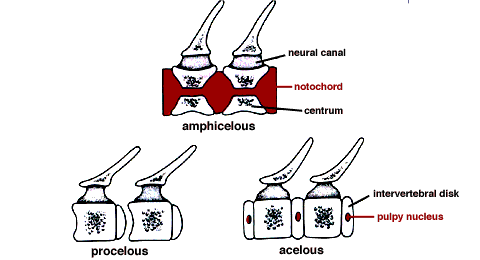 neural canal
notochord
centrum
amphicelous
intervertebral disk
pulpy nucleus
procelous
acelous